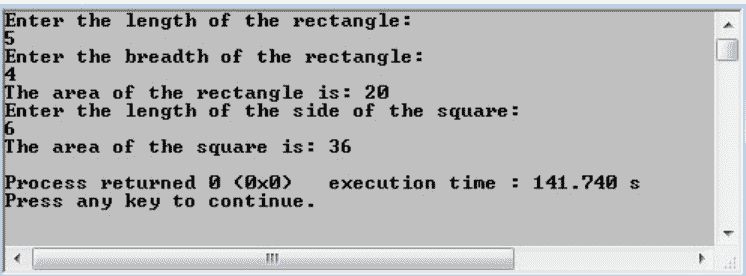 Enter the length of the rectangle:
5
Enter the breadth of the rectangle:
4
The area of the rectangle is: 20
Enter the length of the side of the square:
6
The area of the square is: 36
Process returned 0 (0x0)   execution time : 141.740 s
Press any key to continue.